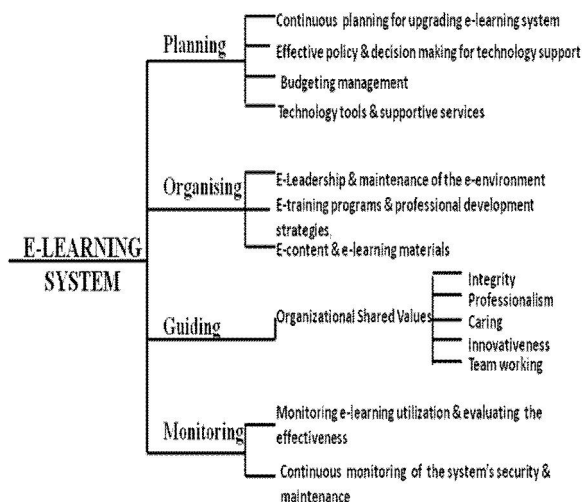 Continuous planning for upgrading e-learning system
Planning
Effective policy & decision making for technology support
Budgeting management
Technology tools & supportive services
E-Leadership & maintenance of the e-environment
Organising
E-training programs & professional development
strategies,
E-content & e-learning materials
E-LEARNING
SYSTEM
Integrity
Professionalism
Organizational Shared Values
Caring
Guiding
Innovativeness
Team working
Monitoring e-learning utilization & evaluating the
effectiveness
Monitoring
Continuous monitoring of the system's security &
maintenance